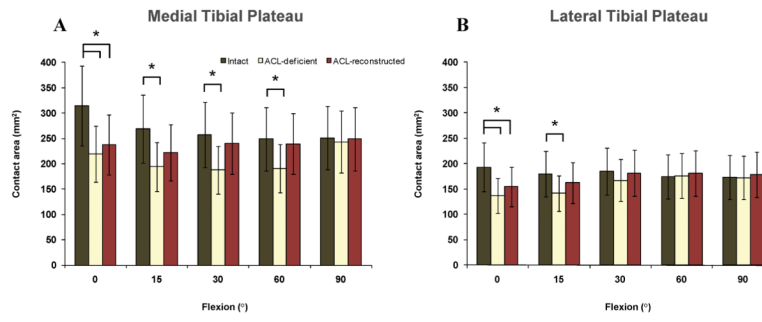 A
Medial Tibial Plateau
Intact ACL-deficient ACL-reconstructed
Contact area (mm²)
400
350
300
250
200
150
100
50
0
*
*
*
*
0 15 30 60 90
Flexion (°)
B
Lateral Tibial Plateau
Contact area (mm²)
400
350
300
250
200
150
100
50
0
*
*
0 15 30 60 90
Flexion (°)